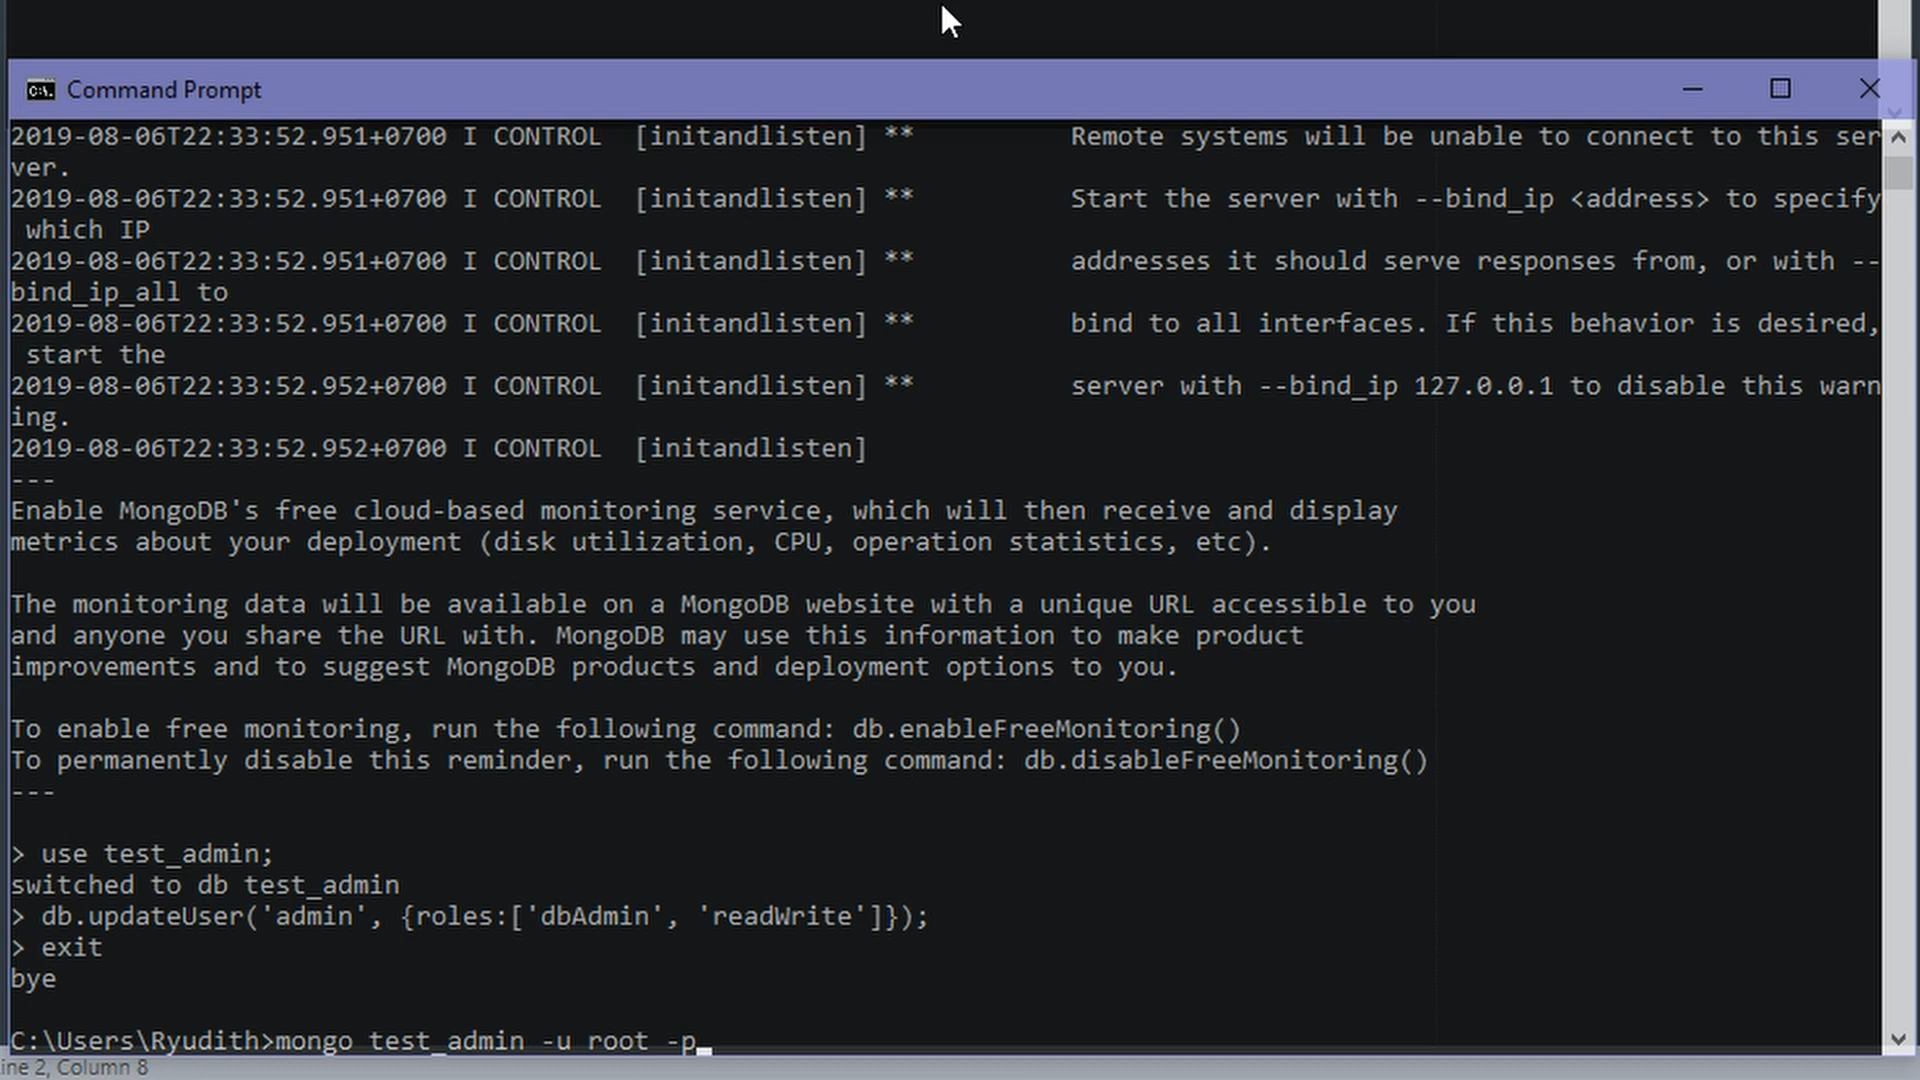 Command Prompt
2019-08-06T22:33:52.951+0700 I CONTROL  [initandlisten] **          Remote systems will be unable to connect to this ser
ver.
2019-08-06T22:33:52.951+0700 I CONTROL  [initandlisten] **          Start the server with --bind_ip <address> to specify
 which IP
2019-08-06T22:33:52.951+0700 I CONTROL  [initandlisten] **          addresses it should serve responses from, or with --
bind_ip_all to
2019-08-06T22:33:52.951+0700 I CONTROL  [initandlisten] **          bind to all interfaces. If this behavior is desired,
 start the
2019-08-06T22:33:52.952+0700 I CONTROL  [initandlisten] **          server with --bind_ip 127.0.0.1 to disable this warn
ing.
2019-08-06T22:33:52.952+0700 I CONTROL  [initandlisten]
---
Enable MongoDB's free cloud-based monitoring service, which will then receive and display
metrics about your deployment (disk utilization, CPU, operation statistics, etc).

The monitoring data will be available on a MongoDB website with a unique URL accessible to you
and anyone you share the URL with. MongoDB may use this information to make product
improvements and to suggest MongoDB products and deployment options to you.

To enable free monitoring, run the following command: db.enableFreeMonitoring()
To permanently disable this reminder, run the following command: db.disableFreeMonitoring()
---

> use test_admin;
switched to db test_admin
> db.updateUser('admin', {roles:['dbAdmin', 'readWrite']});
> exit
bye

C:\Users\Ryudith>mongo test_admin -u root -p
ine 2, Column 8